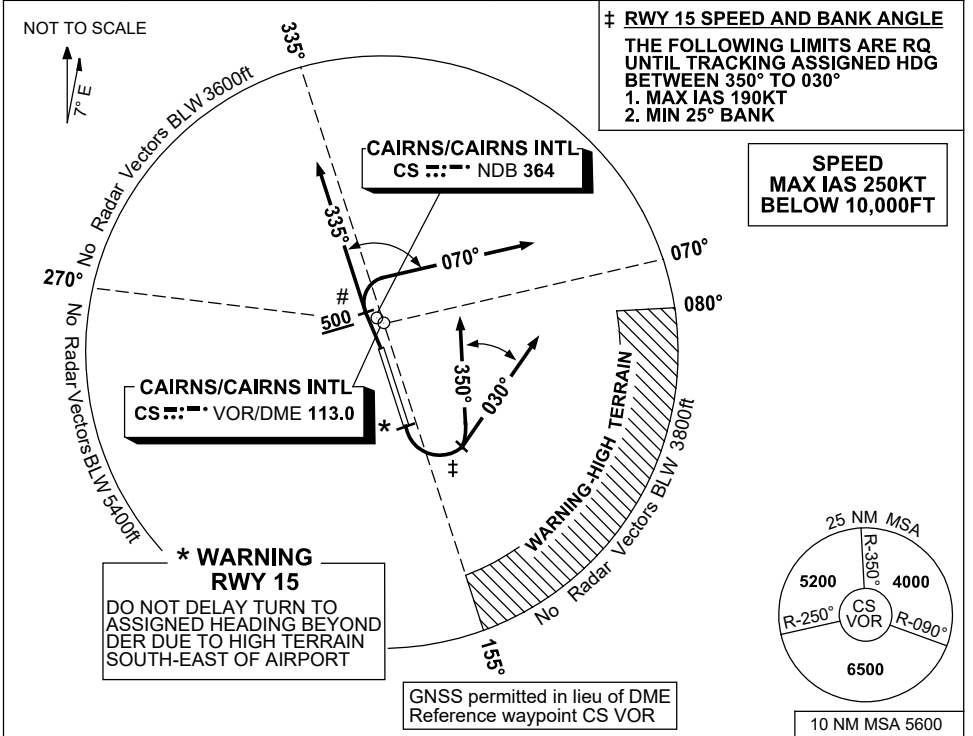 NOT TO SCALE
7° E
‡ RWY 15 SPEED AND BANK ANGLE
THE FOLLOWING LIMITS ARE RQ
UNTIL TRACKING ASSIGNED HDG
BETWEEN 350° TO 030°
1. MAX IAS 190KT
2. MIN 25° BANK
SPEED
MAX IAS 250KT
BELOW 10,000FT
335°
No Radar Vectors BLW 3600ft
CAIRNS/CAIRNS INTL
CS NDB 364
335°
070°
070°
270°
#
500
080°
No Radar Vectors BLW 5400ft
CAIRNS/CAIRNS INTL
CS VOR/DME 113.0
350°
030°
*
‡
WARNING-HIGH TERRAIN
No Radar Vectors BLW 3800ft
155°
* WARNING
RWY 15
DO NOT DELAY TURN TO
ASSIGNED HEADING BEYOND
DER DUE TO HIGH TERRAIN
SOUTH-EAST OF AIRPORT
GNSS permitted in lieu of DME
Reference waypoint CS VOR
25 NM MSA
R-350°
5200
4000
R-250°
CS
VOR
R-090°
6500
10 NM MSA 5600